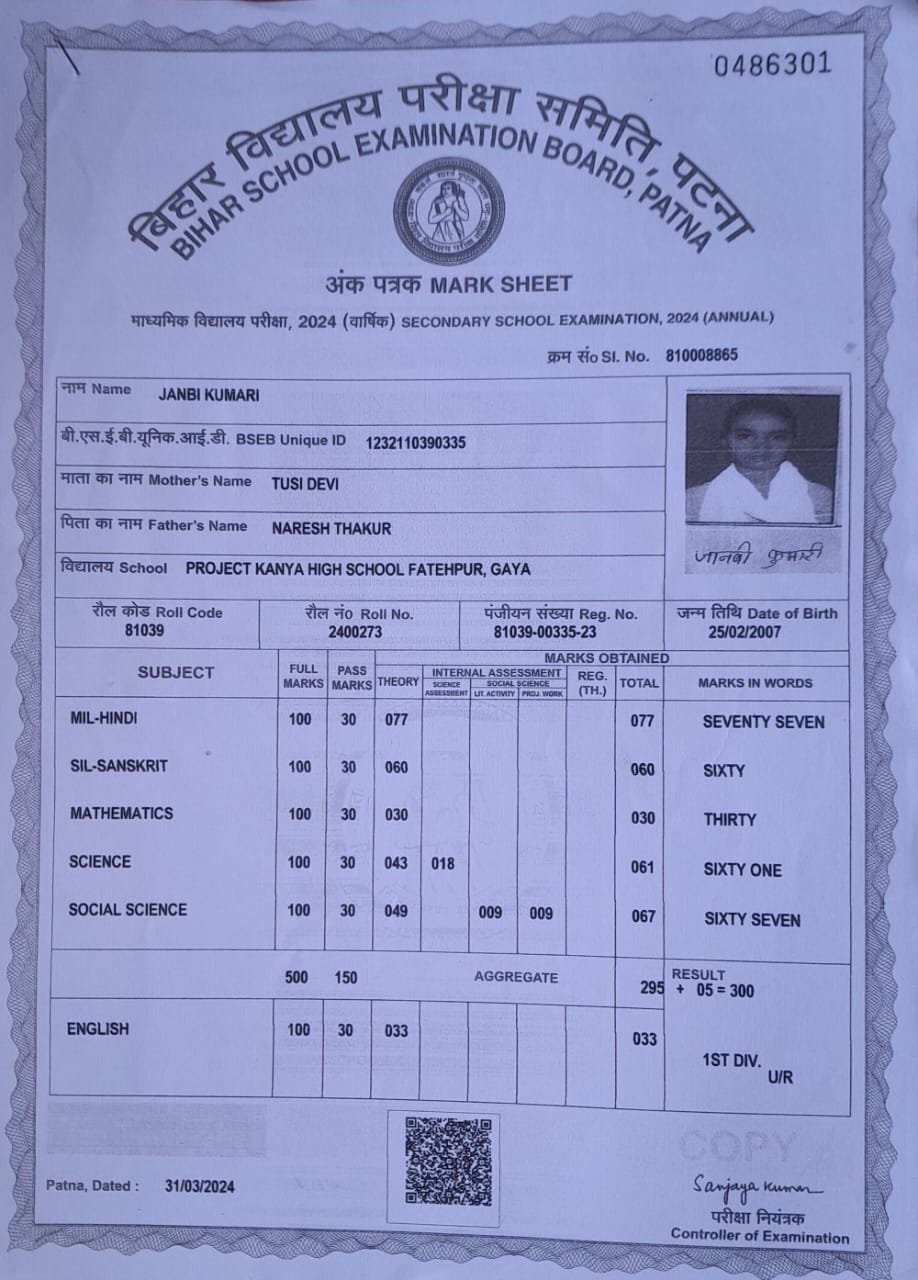 0486301
बिहार विद्यालय परीक्षा समिति, पटना
BIHAR SCHOOL EXAMINATION BOARD, PATNA
अंक पत्रक MARK SHEET
माध्यमिक विद्यालय परीक्षा, 2024 (वार्षिक) SECONDARY SCHOOL EXAMINATION, 2024 (ANNUAL)
क्रम सं० SI. No. 810008865
नाम Name JANBI KUMARI
बी.एस.ई.बी.यूनिक.आई.डी. BSEB Unique ID 1232110390335
माता का नाम Mother's Name TUSI DEVI
पिता का नाम Father's Name NARESH THAKUR
जानबी कुमारी
विद्यालय School PROJECT KANYA HIGH SCHOOL FATEHPUR, GAYA
रौल कोड Roll Code रौल नं० Roll No. पंजीयन संख्या Reg. No. जन्म तिथि Date of Birth
81039 2400273 81039-00335-23 25/02/2007
MARKS OBTAINED
SUBJECT FULL MARKS PASS MARKS THEORY INTERNAL ASSESSMENT REG. (TH.) TOTAL MARKS IN WORDS
SCIENCE ASSESSMENT SOCIAL SCIENCE
LIT. ACTIVITY PROJ. WORK
MIL-HINDI 100 30 077 077 SEVENTY SEVEN
SIL-SANSKRIT 100 30 060 060 SIXTY
MATHEMATICS 100 30 030 030 THIRTY
SCIENCE 100 30 043 018 061 SIXTY ONE
SOCIAL SCIENCE 100 30 049 009 009 067 SIXTY SEVEN
500 150 AGGREGATE 295 + 05 = 300
RESULT
ENGLISH 100 30 033 033
1ST DIV.
U/R
COPY
Patna, Dated : 31/03/2024
Sanjaya Kumar
परीक्षा नियंत्रक
Controller of Examination